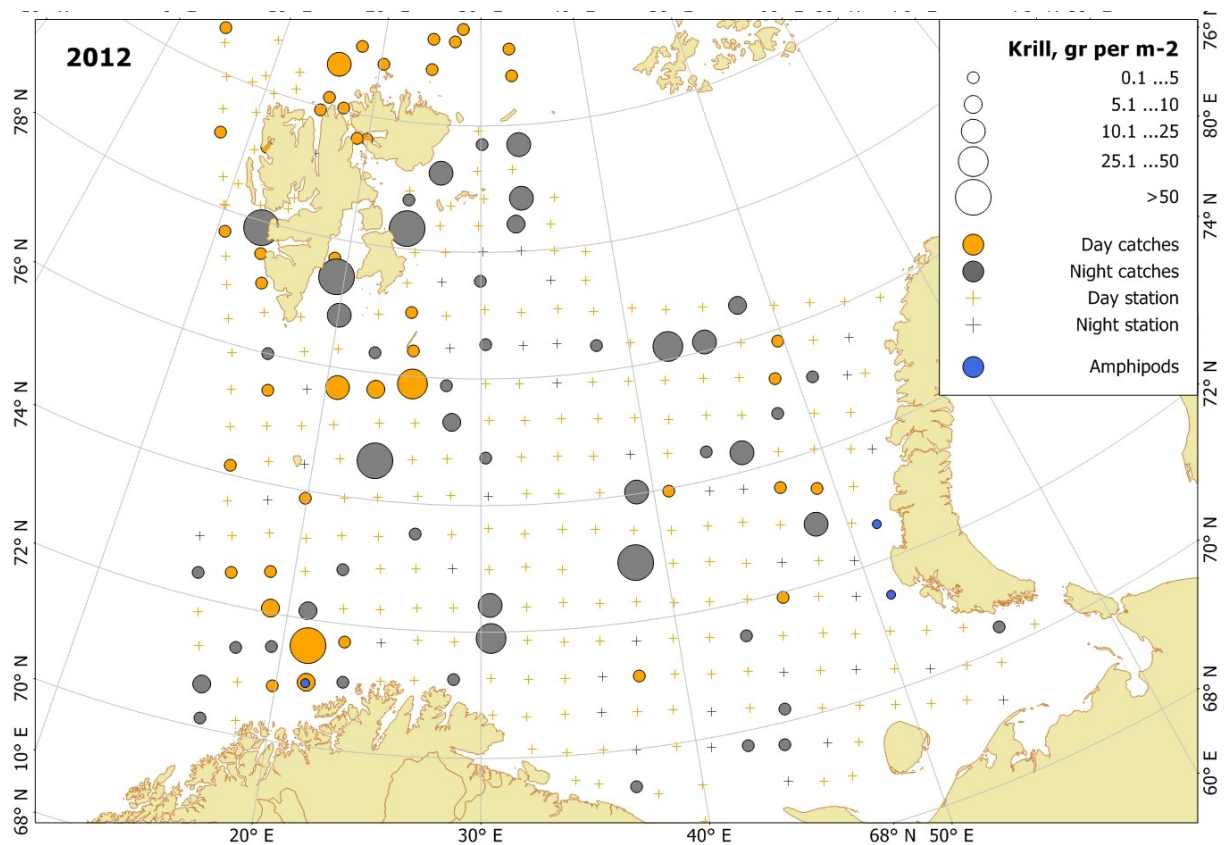 2012
Krill, gr per m-2
0.1 ...5
5.1 ...10
10.1 ...25
25.1 ...50
>50
Day catches
Night catches
Day station
Night station
Amphipods
78° N
76° N
74° N
72° N
70° N
10° E
68° N
76° N
80° E
74° N
72° N
70° N
68° N
60° E
20° E
30° E
40° E
68° N
50° E